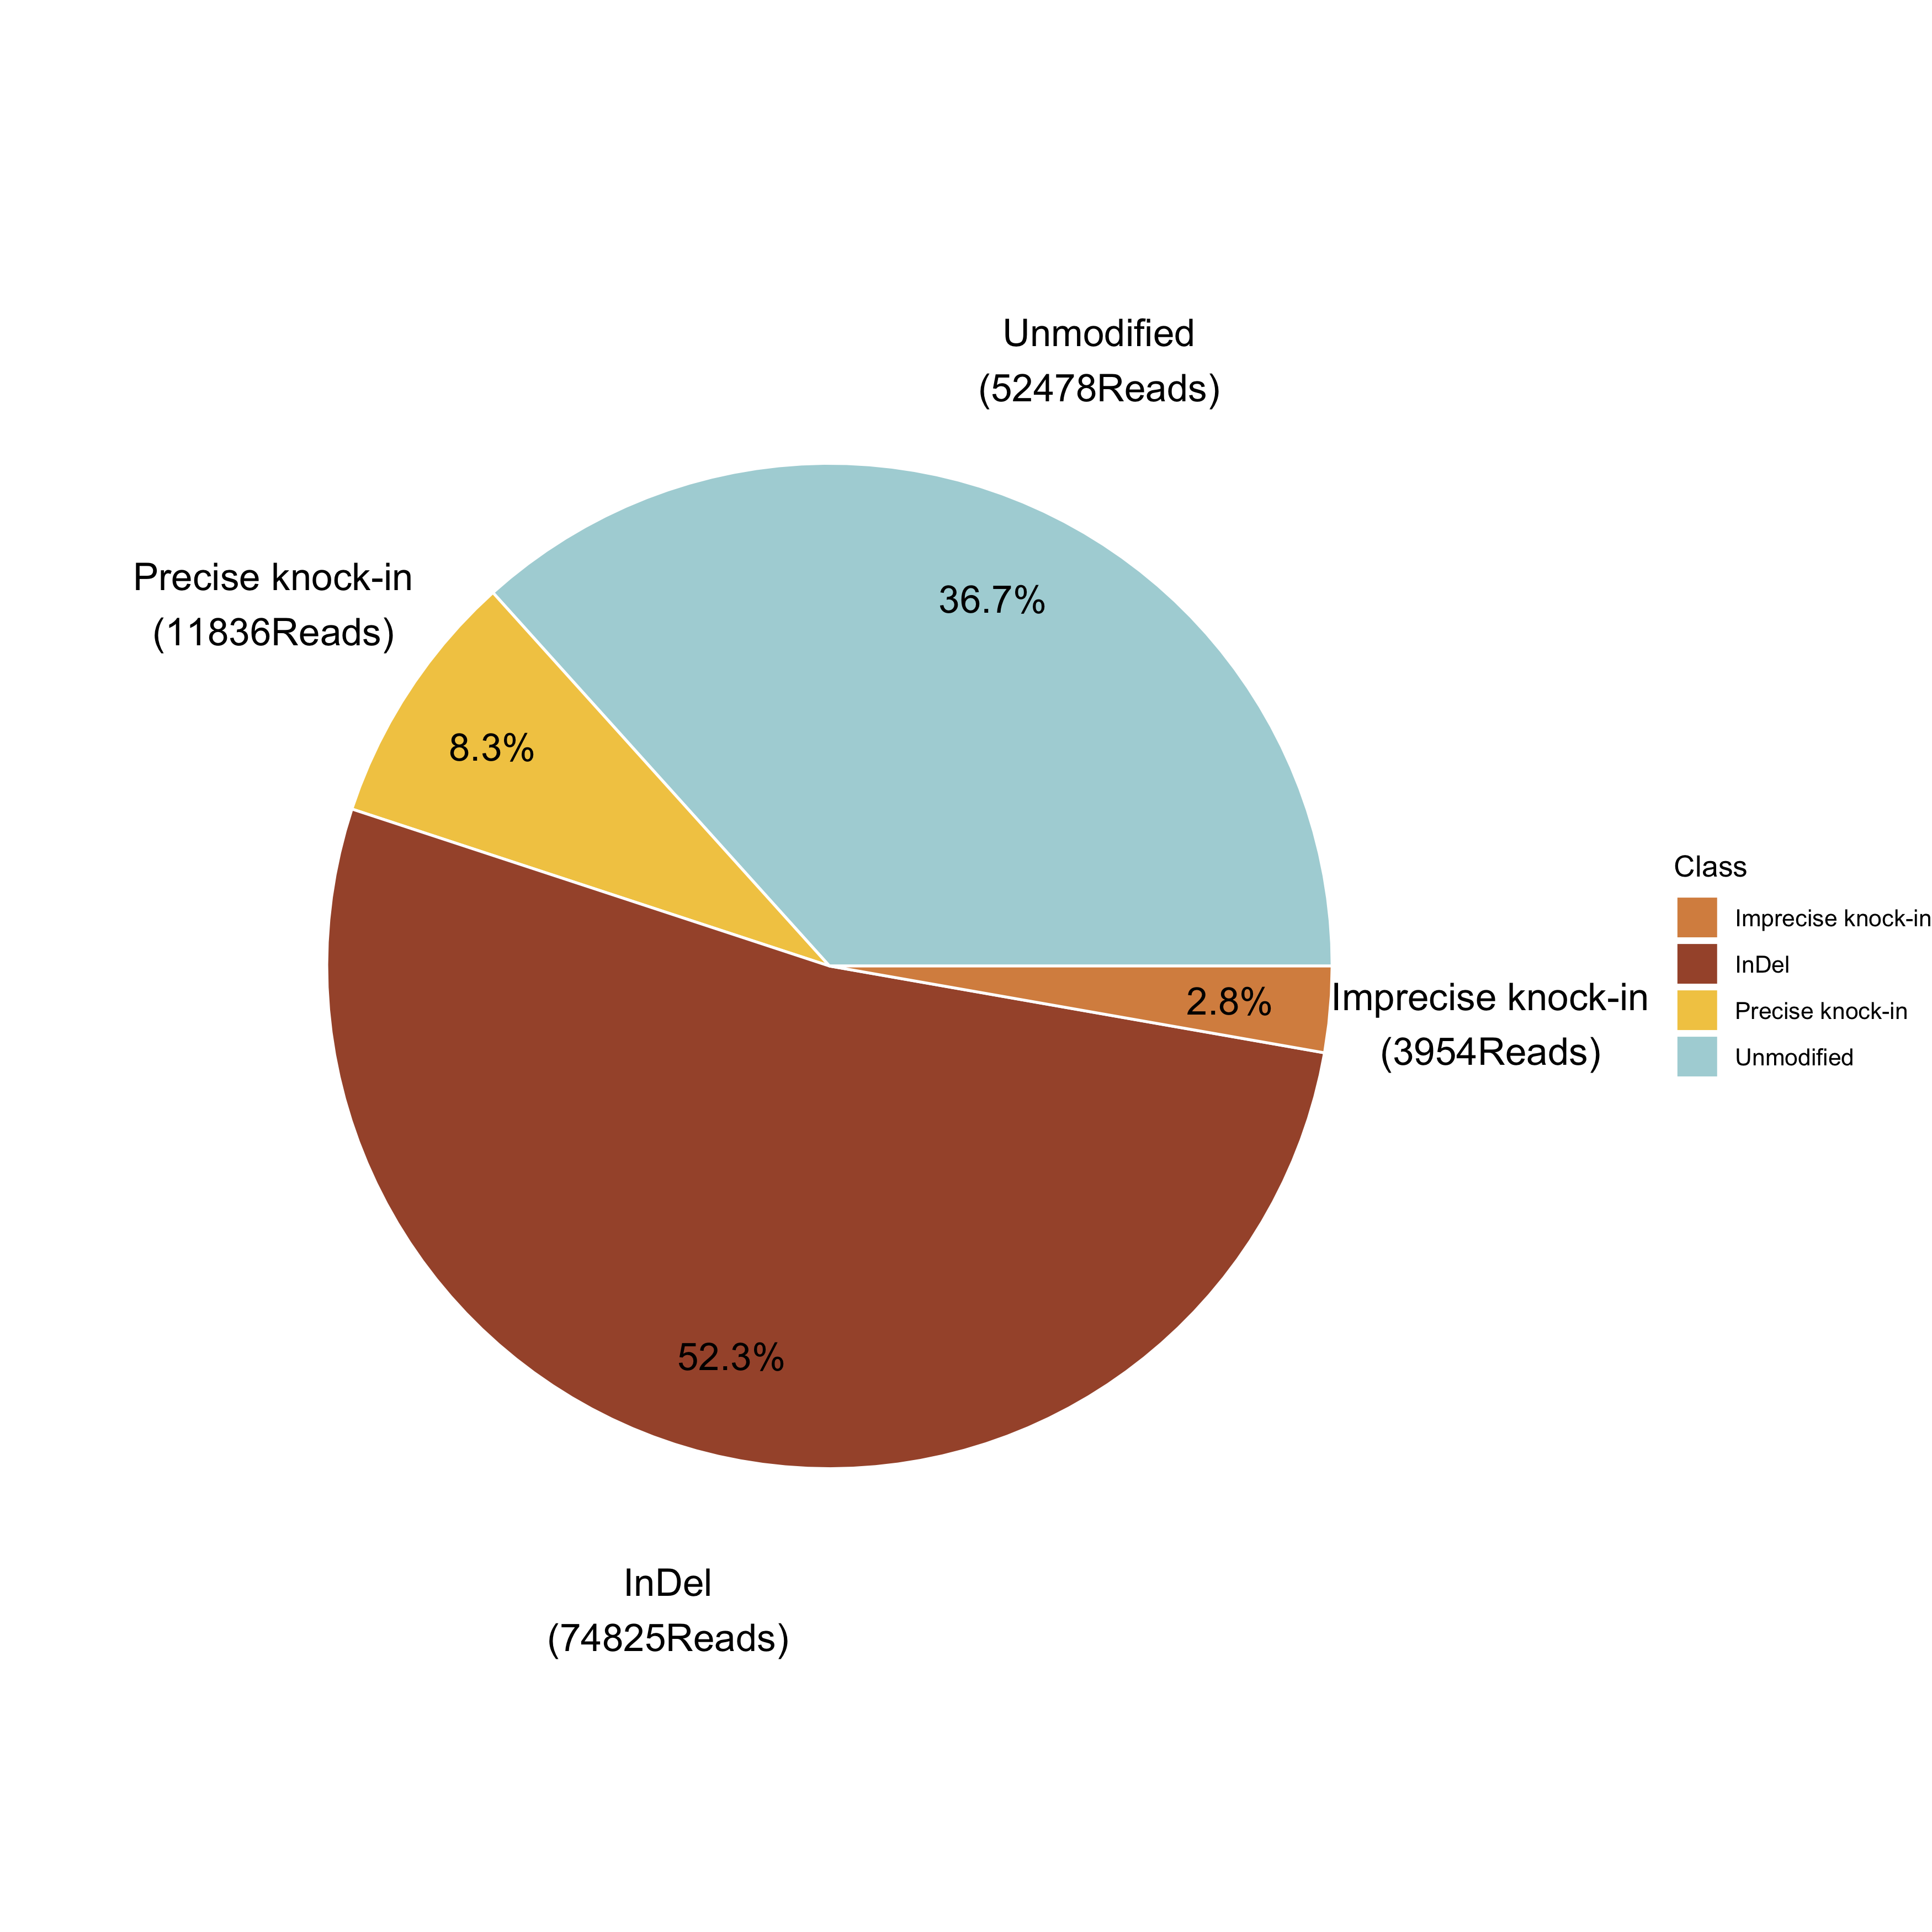 Unmodified
(52478Reads)
36.7%
Precise knock-in
(11836Reads)
8.3%
2.8%
Imprecise knock-in
(3954Reads)
52.3%
InDel
(74825Reads)
Class
Imprecise knock-in
InDel
Precise knock-in
Unmodified